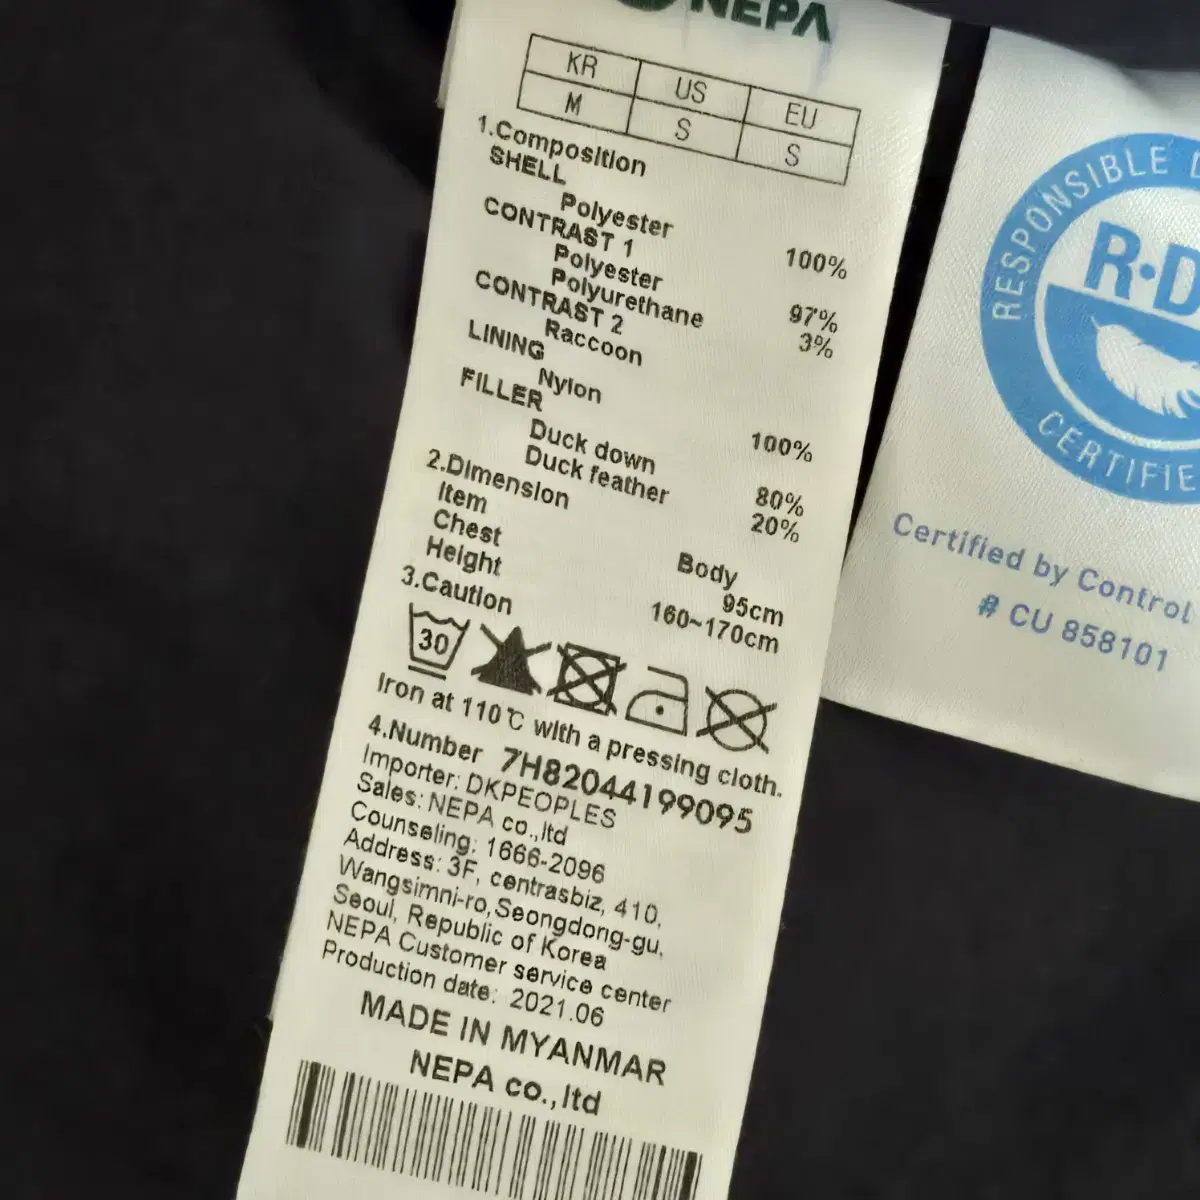 NEPA
KR US EU
M S S
1.Composition
SHELL
Polyester 100%
CONTRAST 1
Polyester 97%
Polyurethane 3%
CONTRAST 2
Raccoon
LINING
Nylon 100%
FILLER
Duck down 80%
Duck feather 20%
2.Dimension
Item Body
Chest 95cm
Height 160~170cm
3.Caution
30
Iron at 110℃ with a pressing cloth.
4.Number 7H82044199095
Importer: DKPEOPLES
Sales: NEPA co.,ltd
Counseling: 1666-2096
Address: 3F, centrasbiz, 410,
Wangsimni-ro, Seongdong-gu,
Seoul, Republic of Korea
NEPA Customer service center
Production date: 2021.06
MADE IN MYANMAR
NEPA co.,ltd
RESPONSIBLE D
R·D
CERTIFIE
Certified by Control
# CU 858101